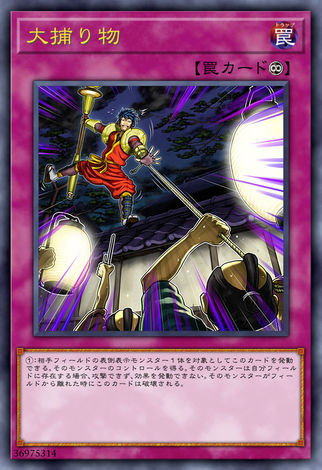 大捕り物
トラップ
罠
【罠カード】
①:相手フィールドの表側表示モンスター1体を対象としてこのカードを発動
できる。そのモンスターのコントロールを得る。そのモンスターは自分フィール
ドに存在する場合、攻撃できず、効果を発動できない。そのモンスターがフィー
ルドから離れた時にこのカードは破壊される。
36975314